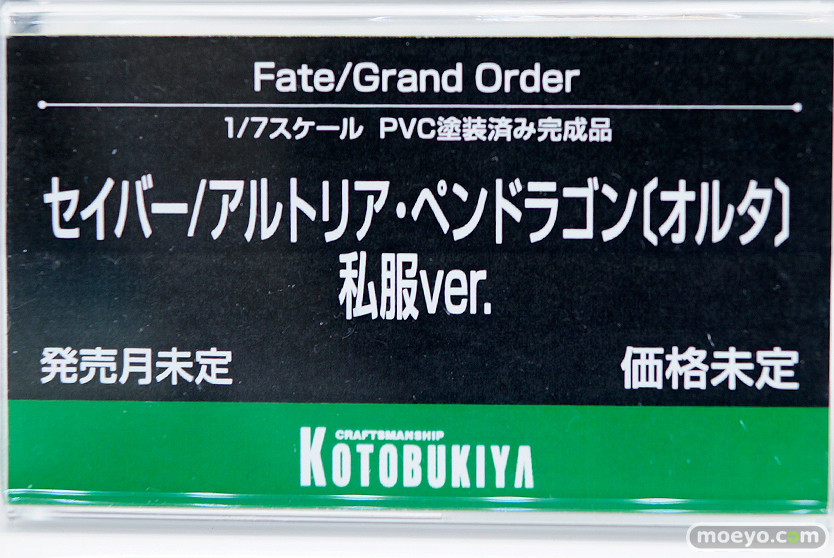 Fate/Grand Order
1/7スケール PVC塗装済み完成品
セイバー/アルトリア・ペンドラゴン〔オルタ〕
私服ver.
発売月未定 価格未定
CRAFTSMANSHIP
KOTOBUKIYA
moeyo.com